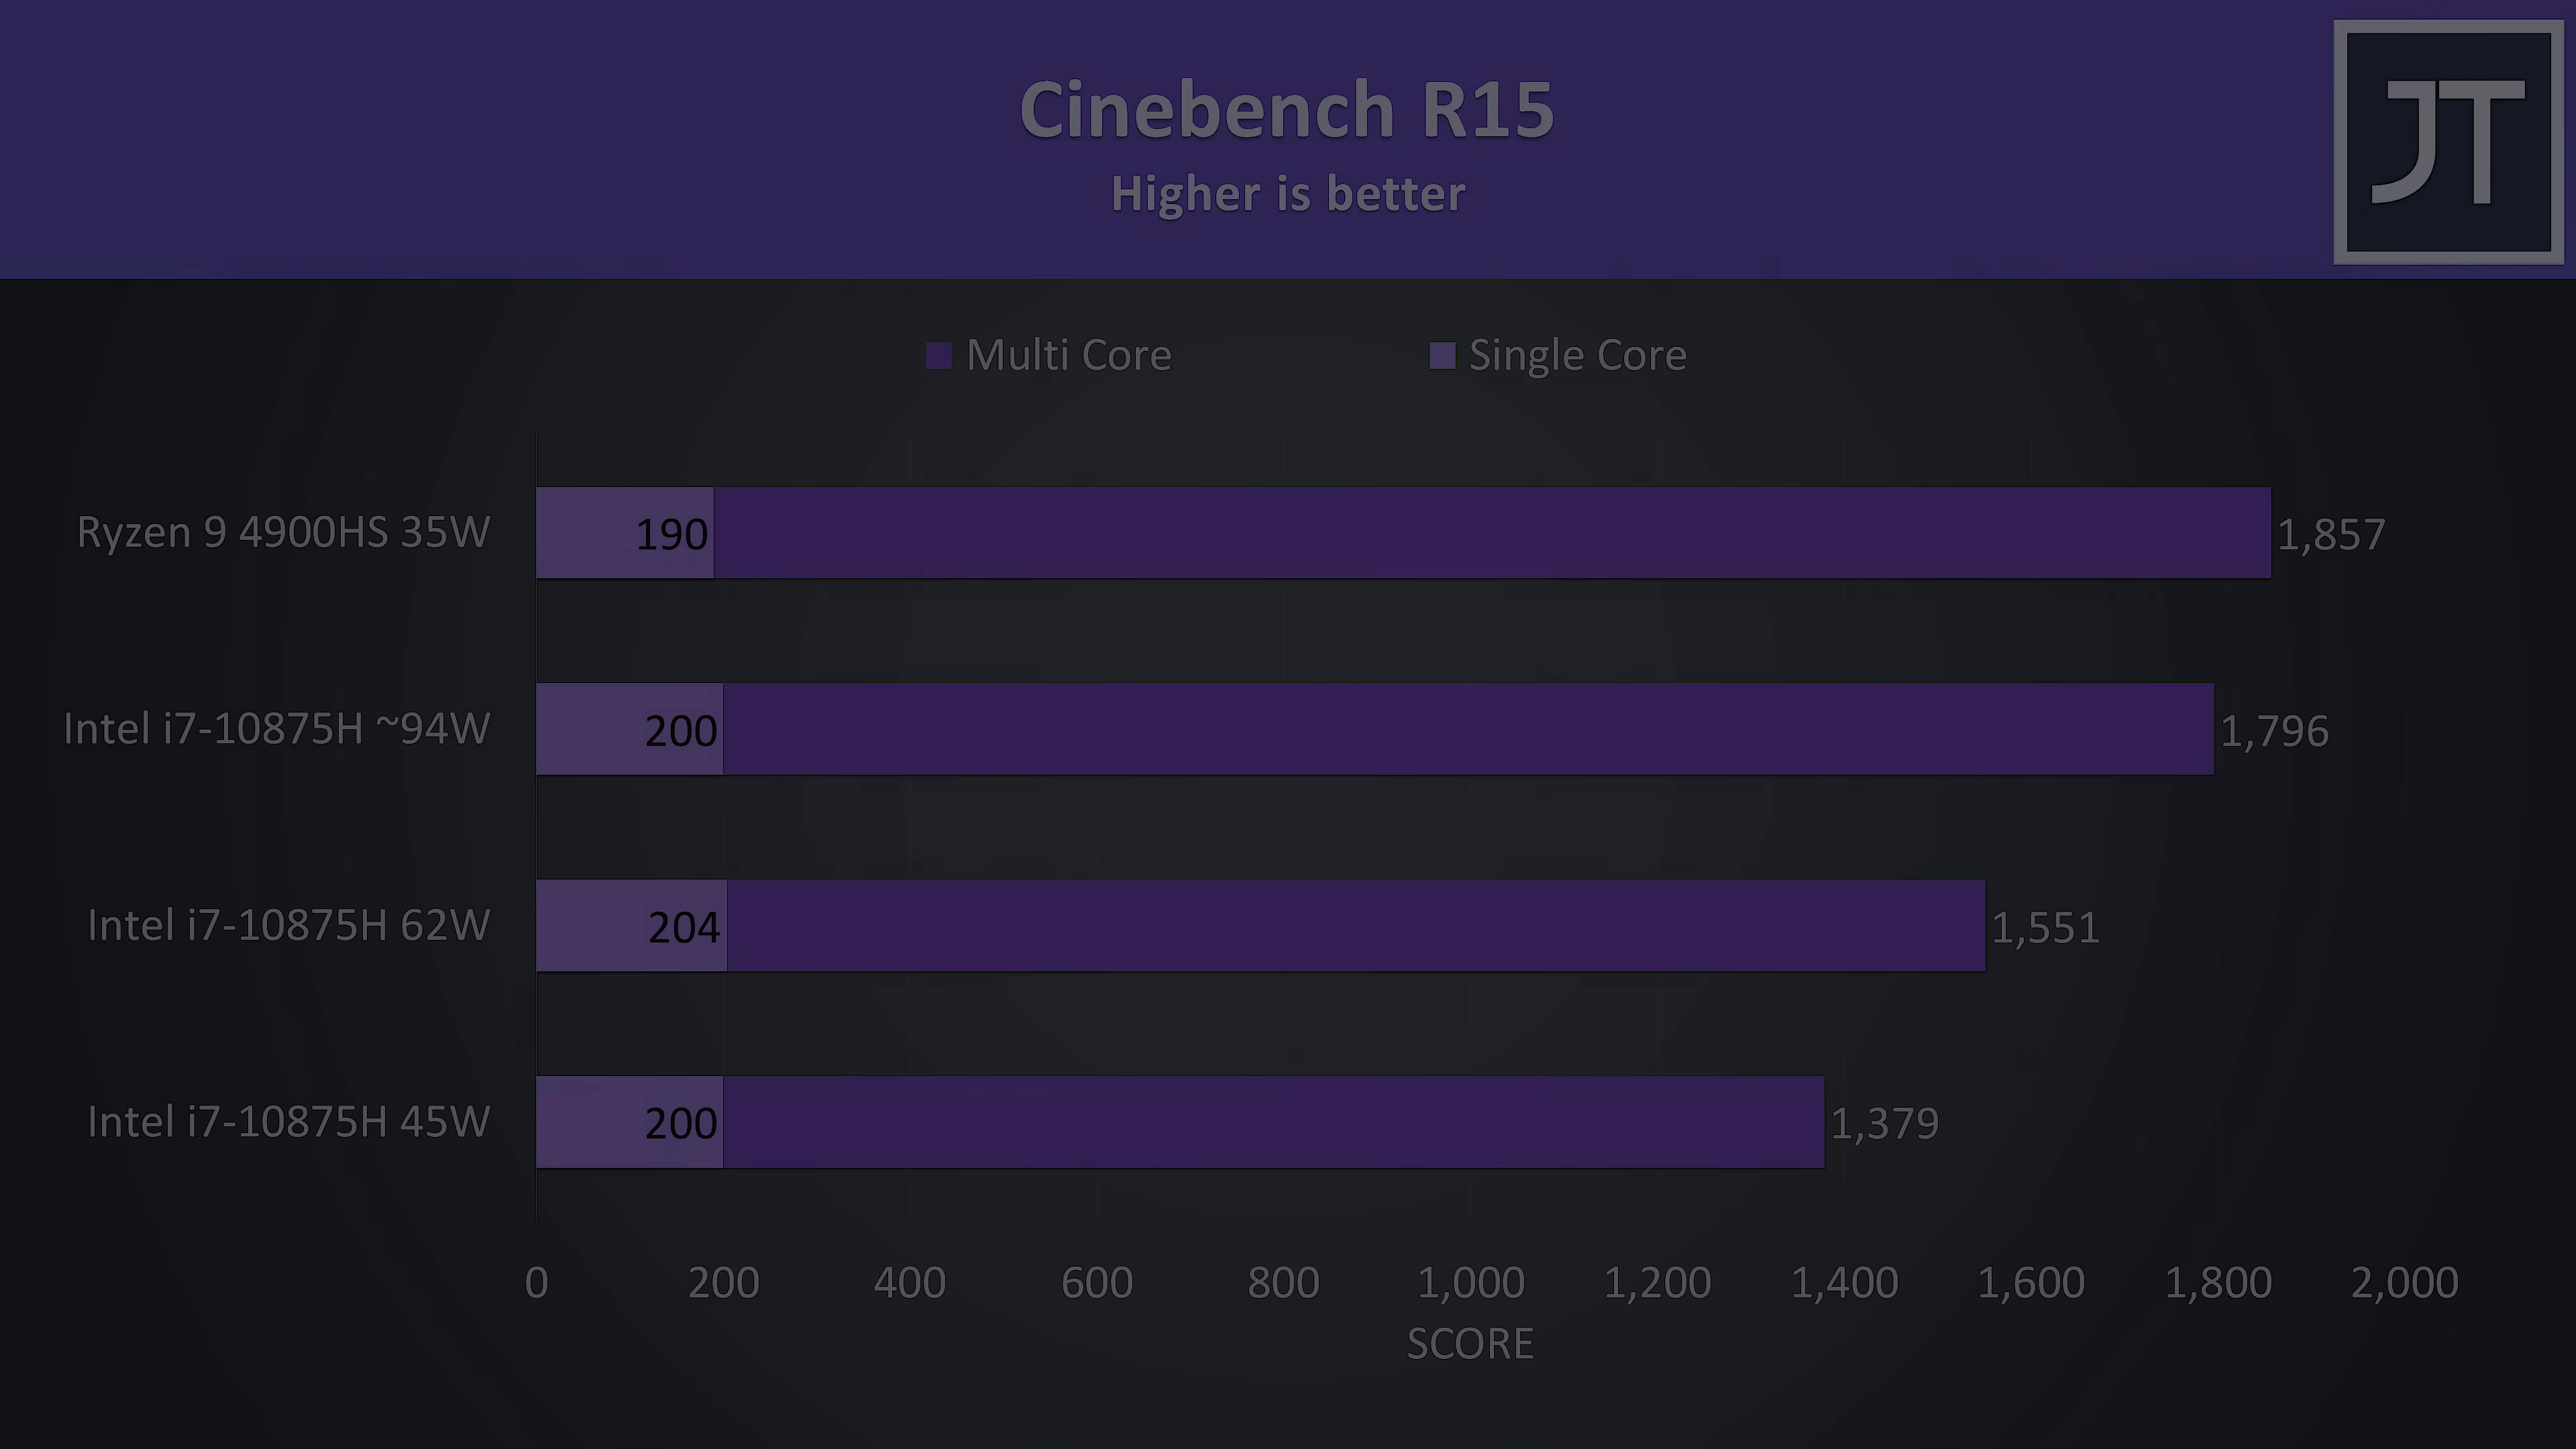 Cinebench R15
Higher is better
JT
Multi Core
Single Core
Ryzen 9 4900HS 35W
190
1,857
Intel i7-10875H ~94W
200
1,796
Intel i7-10875H 62W
204
1,551
Intel i7-10875H 45W
200
1,379
0 200 400 600 800 1,000 1,200 1,400 1,600 1,800 2,000
SCORE